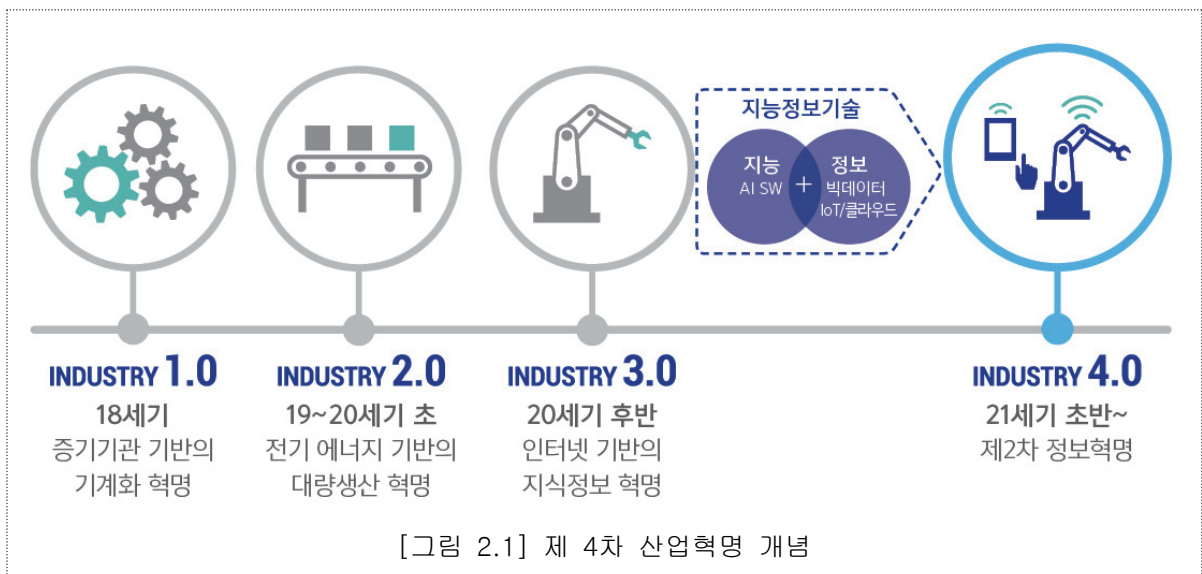 지능정보기술
지능
AI SW
+
정보
빅데이터
IoT/클라우드
INDUSTRY 1.0
18세기
증기기관 기반의
기계화 혁명
INDUSTRY 2.0
19~20세기 초
전기 에너지 기반의
대량생산 혁명
INDUSTRY 3.0
20세기 후반
인터넷 기반의
지식정보 혁명
INDUSTRY 4.0
21세기 초반~
제2차 정보혁명
[그림 2.1] 제 4차 산업혁명 개념